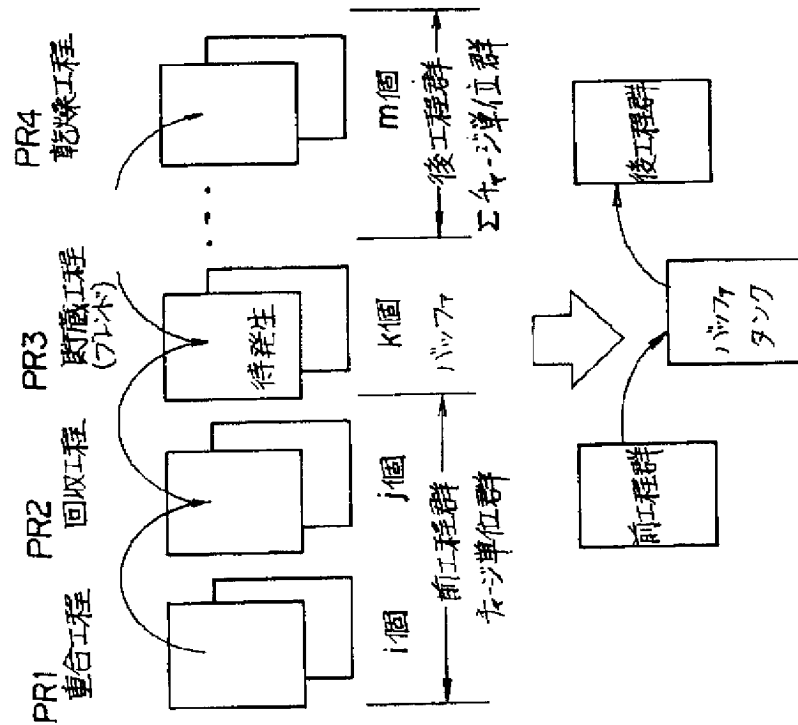 PR1
重合工程
PR2
回収工程
PR3
貯蔵工程
(ブレンド)
PR4
乾燥工程
待発生
i個
j個
k個
m個
前工程群
チャージ単位群
バッファ
後工程群
Σチャージ単位群
前工程群
バッファ
タンク
後工程群